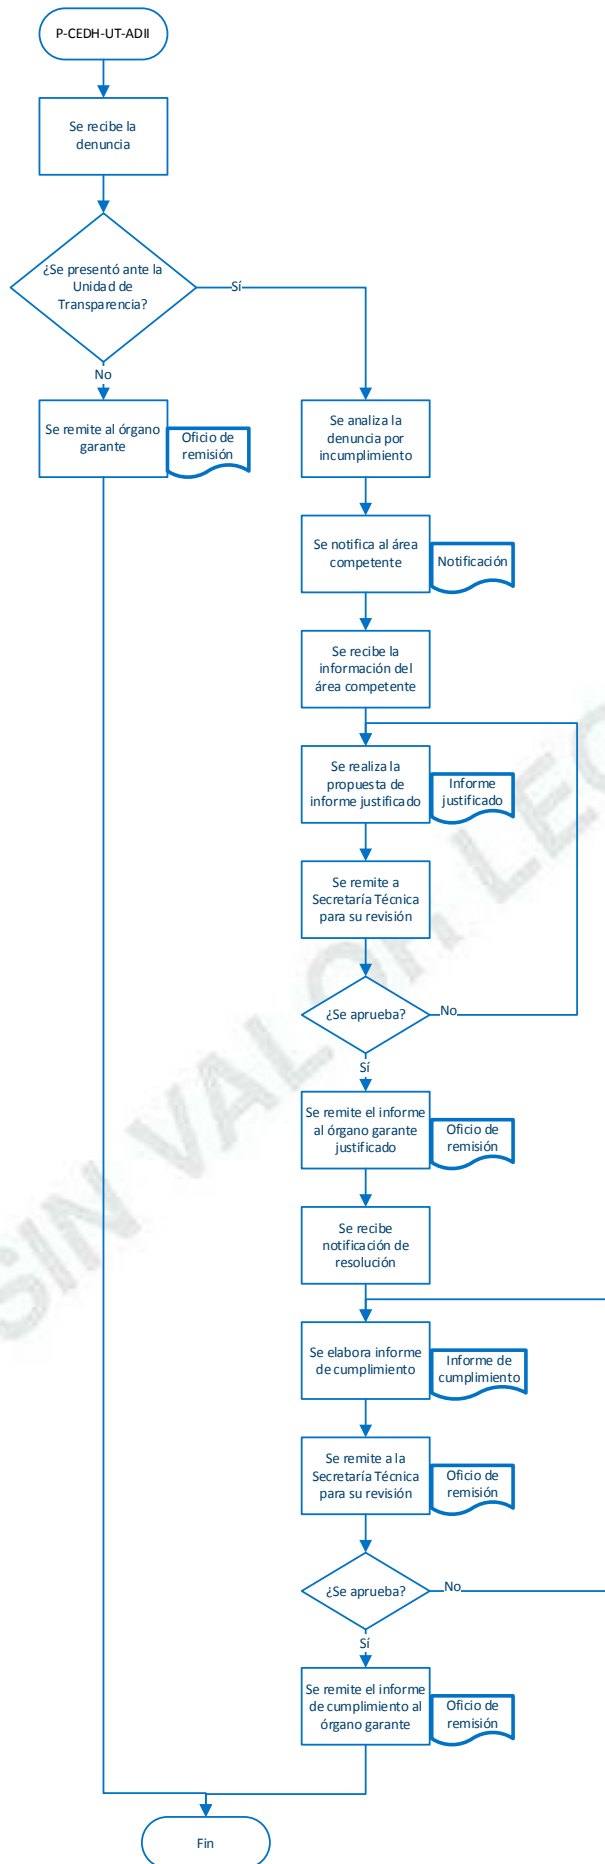 P-CEDH-UT-ADII
Se recibe la
denuncia
¿Se presentó ante la
Unidad de
Transparencia?
Sí
No
Se remite al órgano
garante
Oficio de
remisión
Se analiza la
denuncia por
incumplimiento
Se notifica al área
competente
Notificación
Se recibe la
información del
área competente
Se realiza la
propuesta de
informe justificado
Informe
justificado
Se remite a
Secretaría Técnica
para su revisión
¿Se aprueba?
No
Sí
Se remite el informe
al órgano garante
justificado
Oficio de
remisión
Se recibe
notificación de
resolución
Se elabora informe
de cumplimiento
Informe de
cumplimiento
Se remite a la
Secretaría Técnica
para su revisión
Oficio de
remisión
¿Se aprueba?
No
Sí
Se remite el informe
de cumplimiento al
órgano garante
Oficio de
remisión
Fin
SIN VALOR LEG